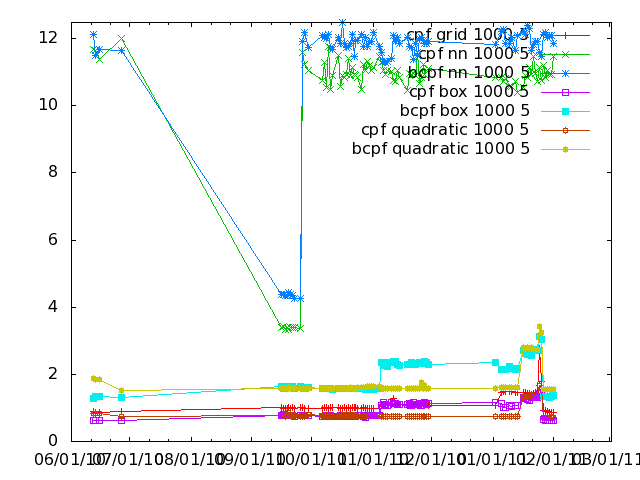 12
10
8
6
4
2
0
cpf grid 1000 5
cpf nn 1000 5
bcpf nn 1000 5
cpf box 1000 5
bcpf box 1000 5
cpf quadratic 1000 5
bcpf quadratic 1000 5
06/01/10 07/01/10 08/01/10 09/01/10 10/01/10 11/01/10 12/01/10 01/01/11 02/01/11 03/01/11